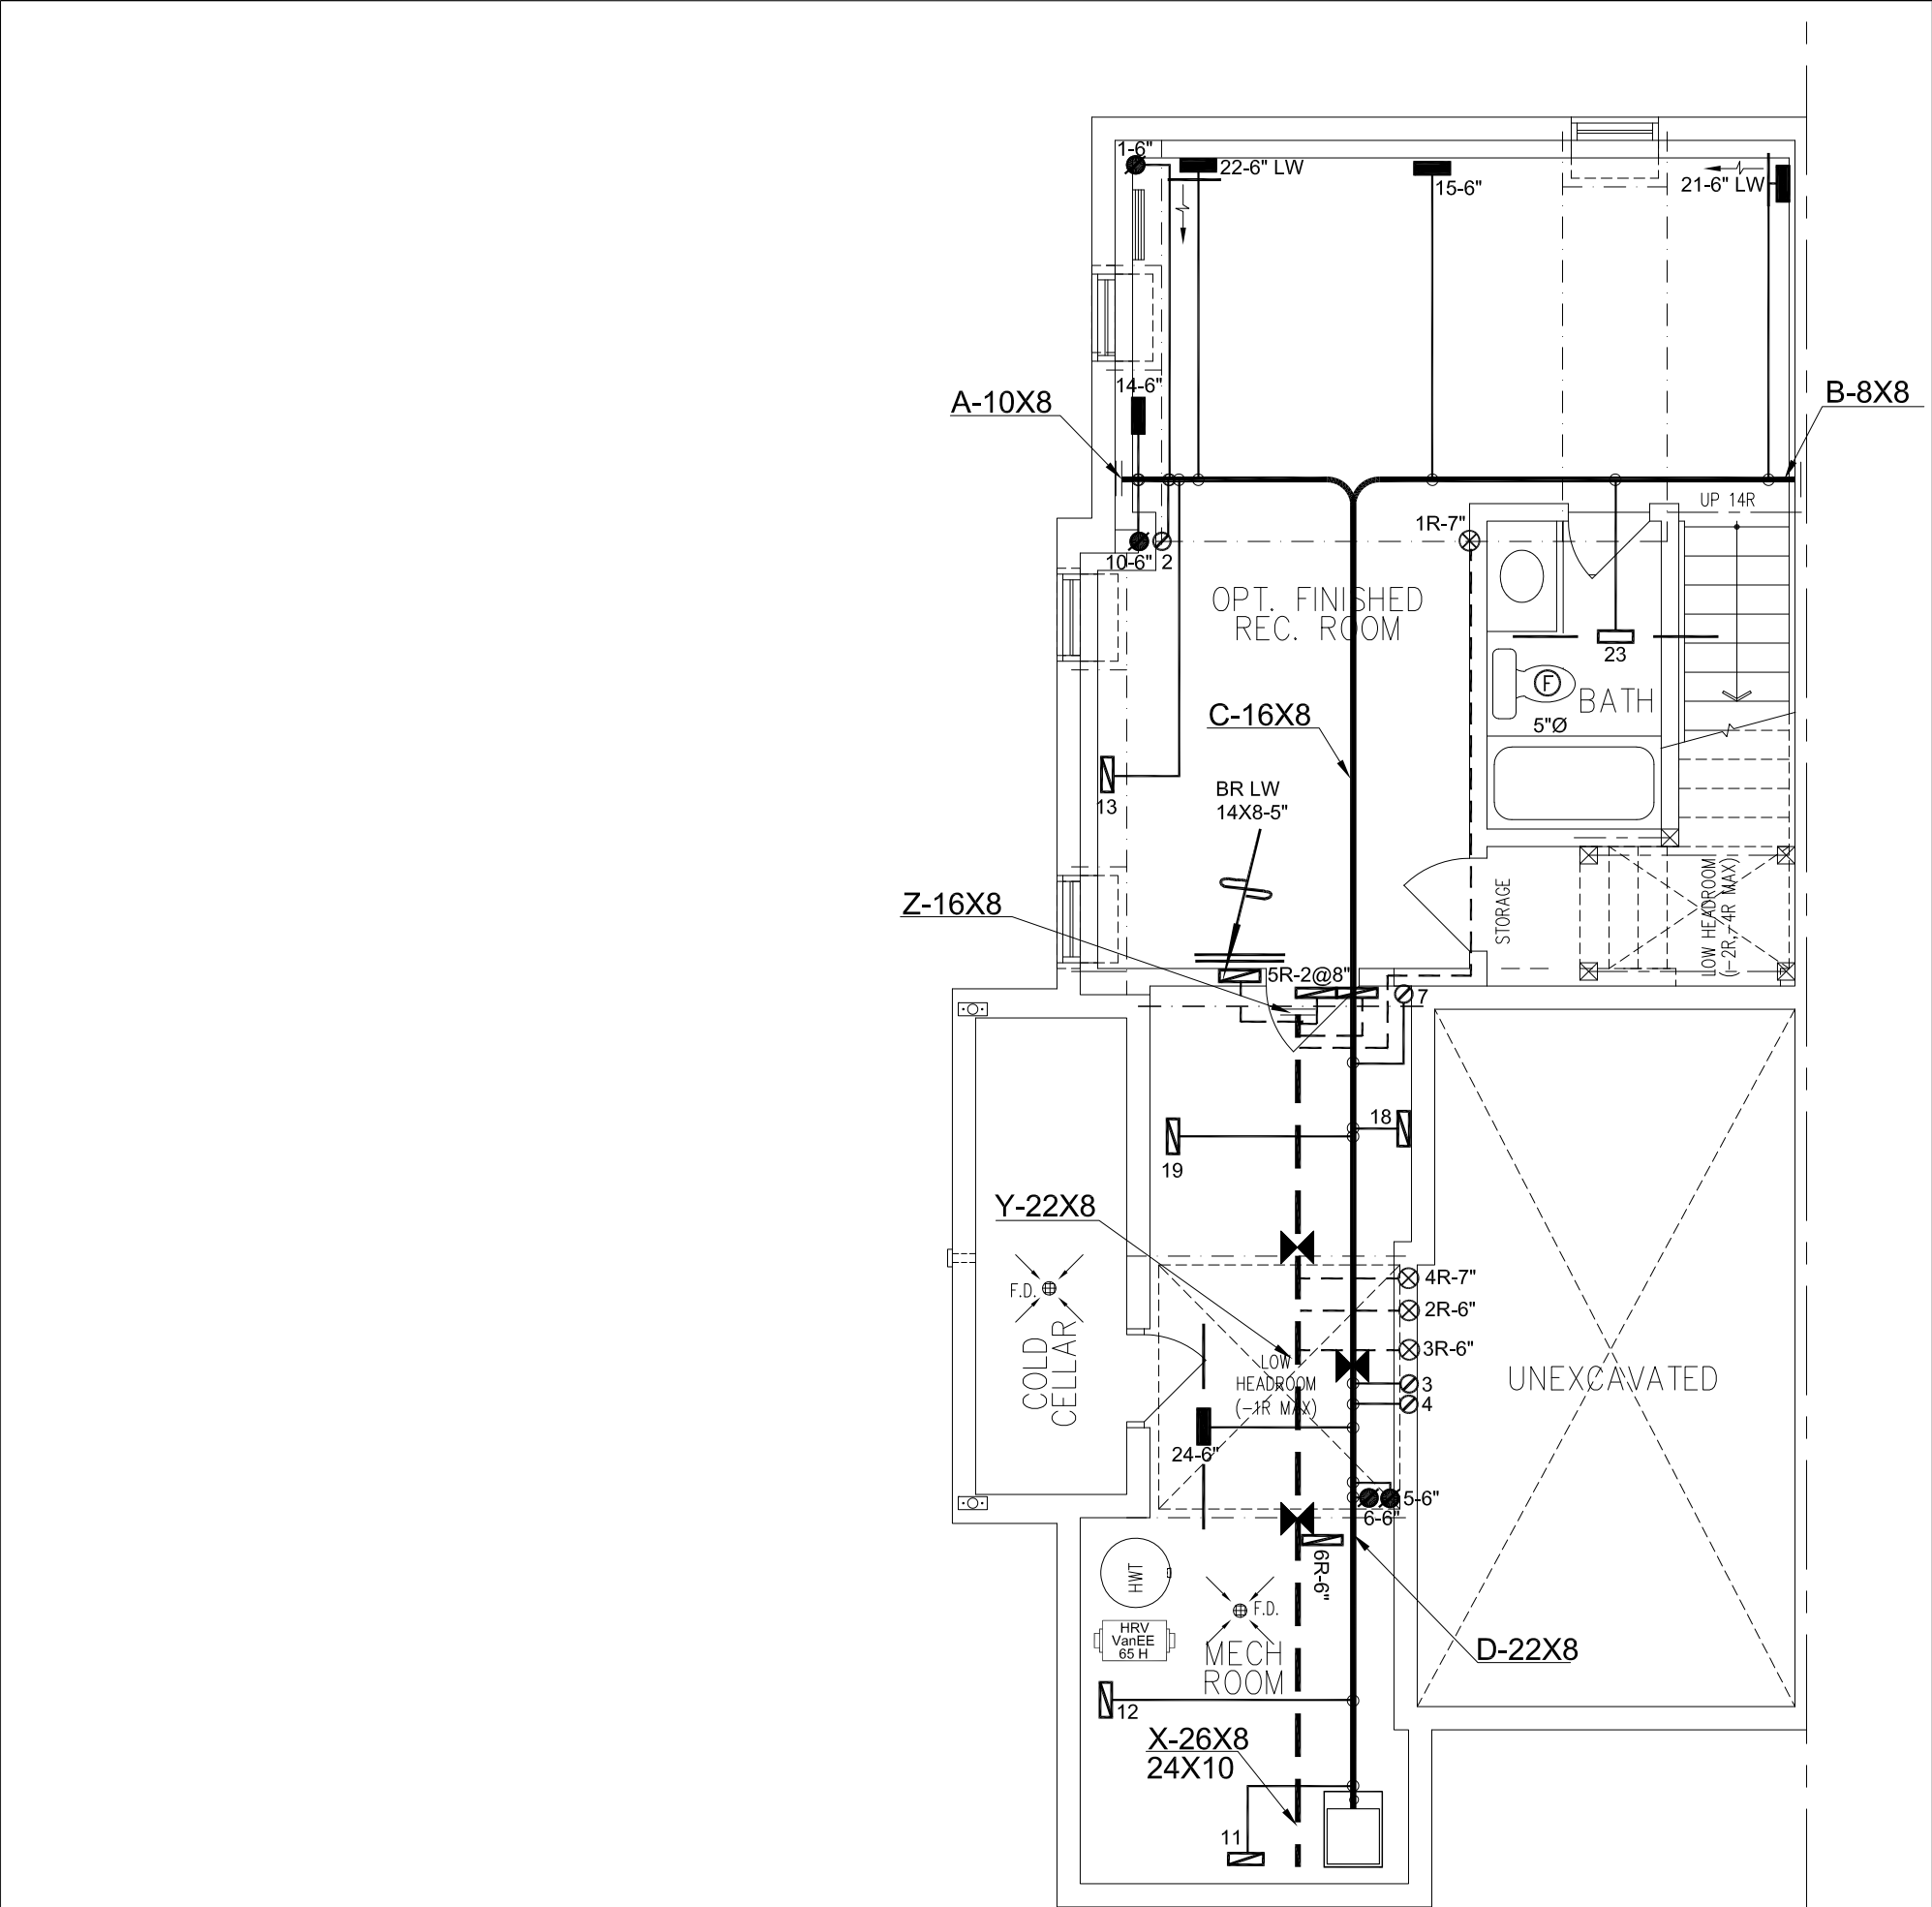 1-6"
22-6" LW
15-6"
21-6" LW
14-6"
A-10X8
B-8X8
UP 14R
1R-7"
10-6"
2
OPT. FINISHED
REC. ROOM
23
F
BATH
5"Ø
C-16X8
BR LW
14X8-5"
13
Z-16X8
STORAGE
LOW HEADROOM
(-2R,-4R MAX)
5R-2@8"
7
18
19
Y-22X8
4R-7"
2R-6"
3R-6"
F.D.
COLD
CELLAR
LOW
HEADROOM
(-1R MAX)
3
4
UNEXCAVATED
24-6"
5-6"
6-6"
6R-6"
HWT
F.D.
HRV
VanEE
65 H
MECH
ROOM
D-22X8
12
X-26X8
24X10
11